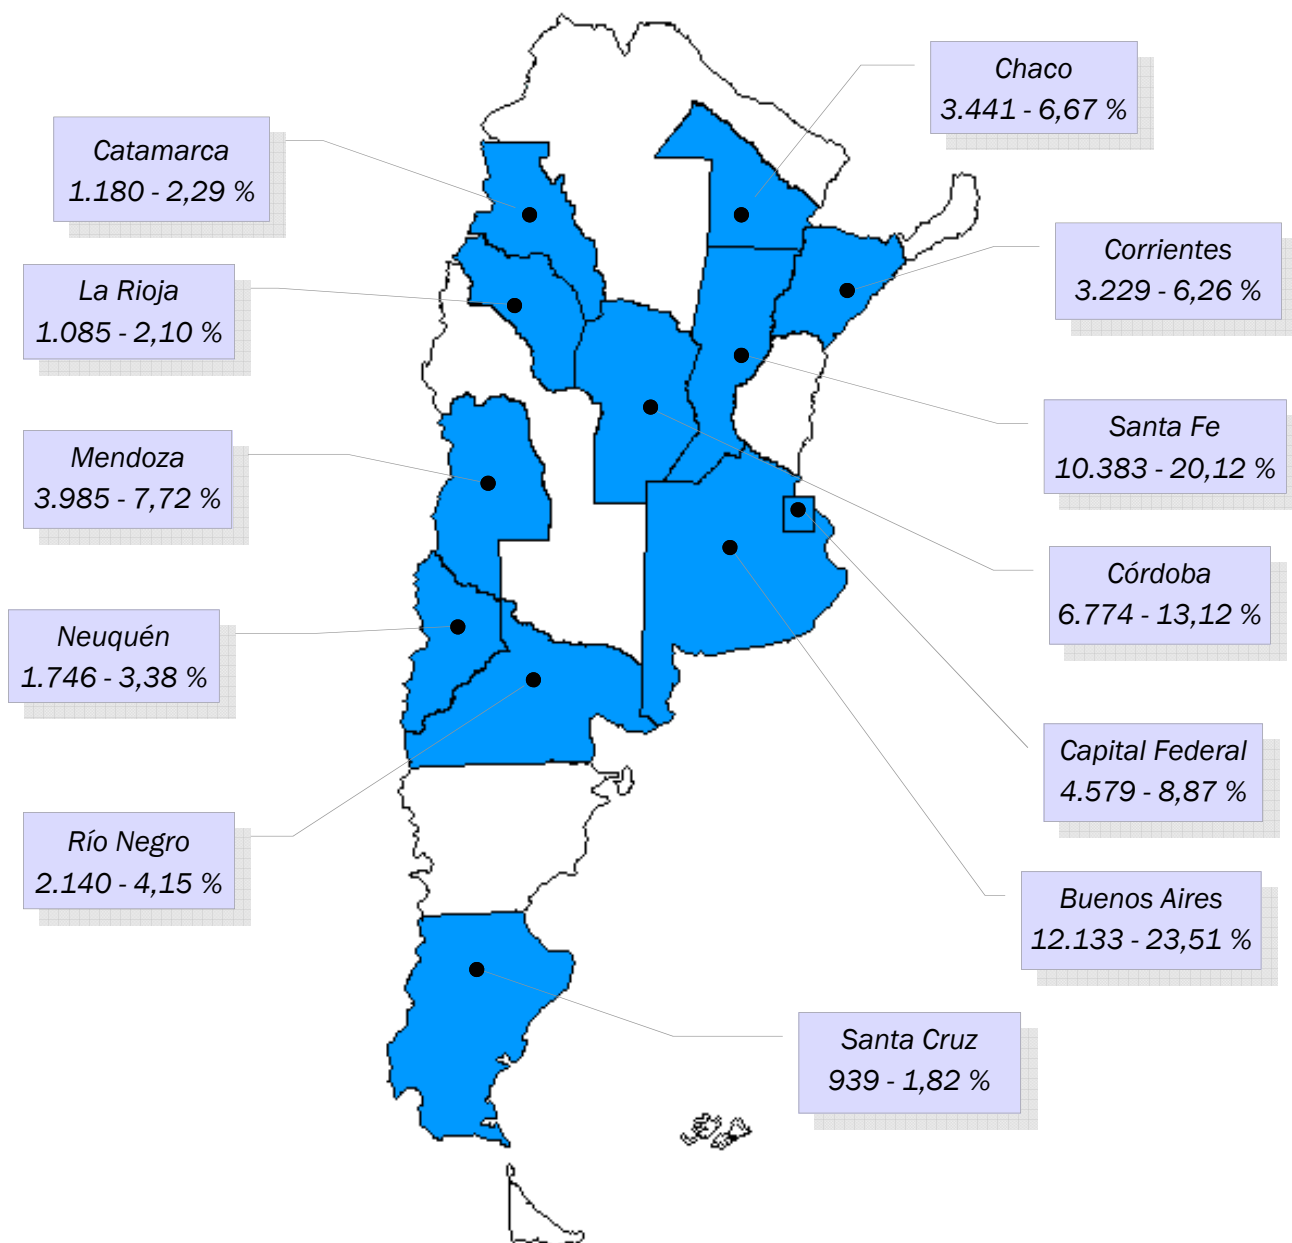 Chaco
3.441 - 6,67 %
Catamarca
1.180 - 2,29 %
Corrientes
3.229 - 6,26 %
La Rioja
1.085 - 2,10 %
Santa Fe
10.383 - 20,12 %
Mendoza
3.985 - 7,72 %
Córdoba
6.774 - 13,12 %
Neuquén
1.746 - 3,38 %
Capital Federal
4.579 - 8,87 %
Río Negro
2.140 - 4,15 %
Buenos Aires
12.133 - 23,51 %
Santa Cruz
939 - 1,82 %